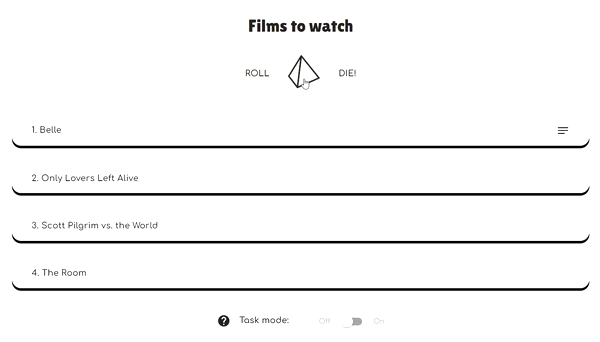 Films to watch
ROLL DIE!
1. Belle
2. Only Lovers Left Alive
3. Scott Pilgrim vs. the World
4. The Room
? Task mode: Off On